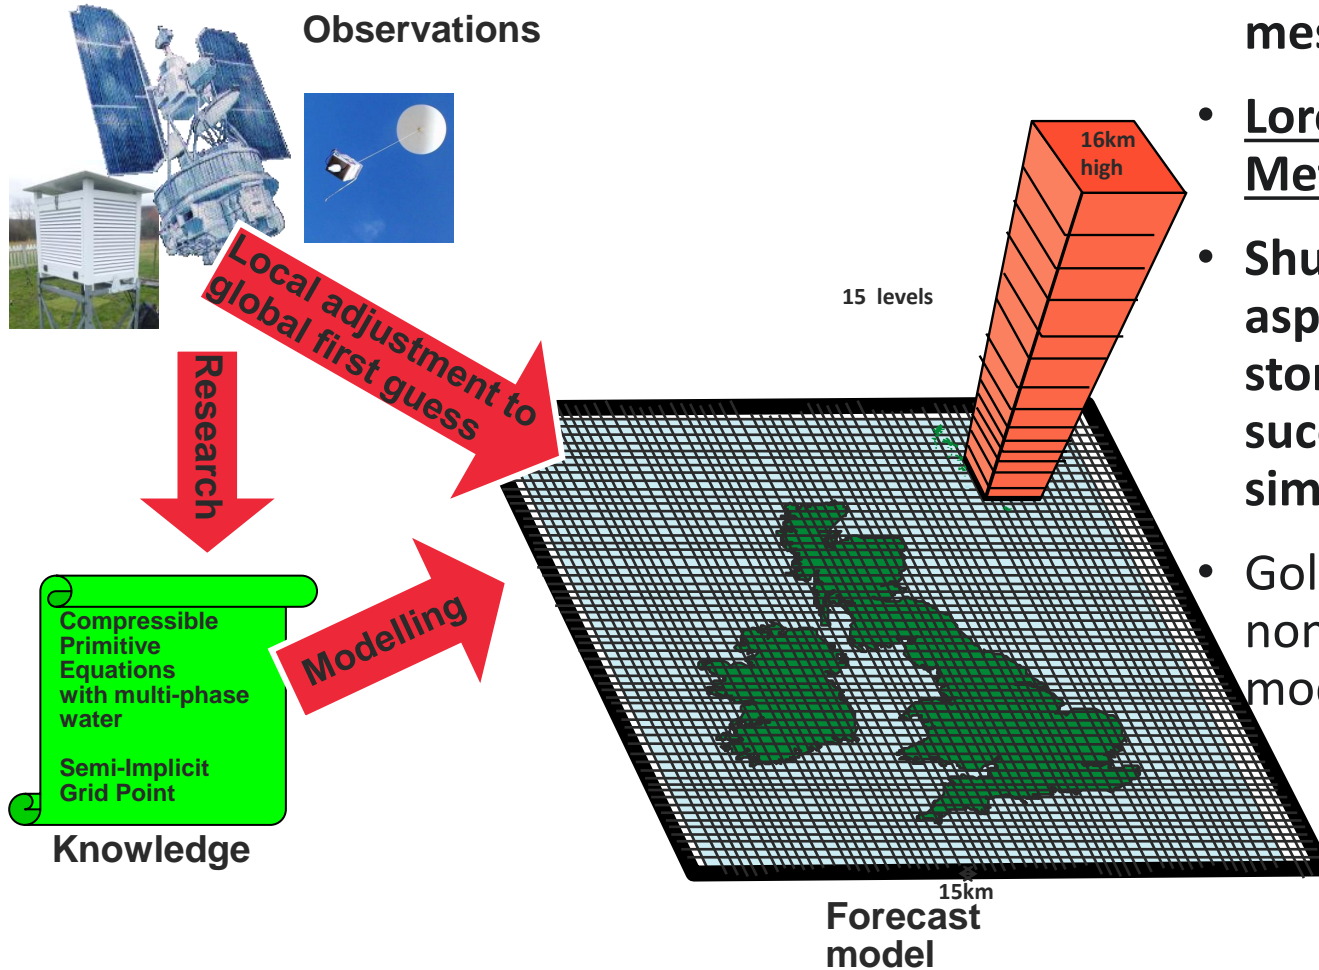 Observations
Local adjustment to
global first guess
Research
Compressible
Primitive
Equations
with multi-phase
water
Semi-Implicit
Grid Point
Knowledge
Modelling
16km
high
15 levels
15km
Forecast
model
•
•
•
•